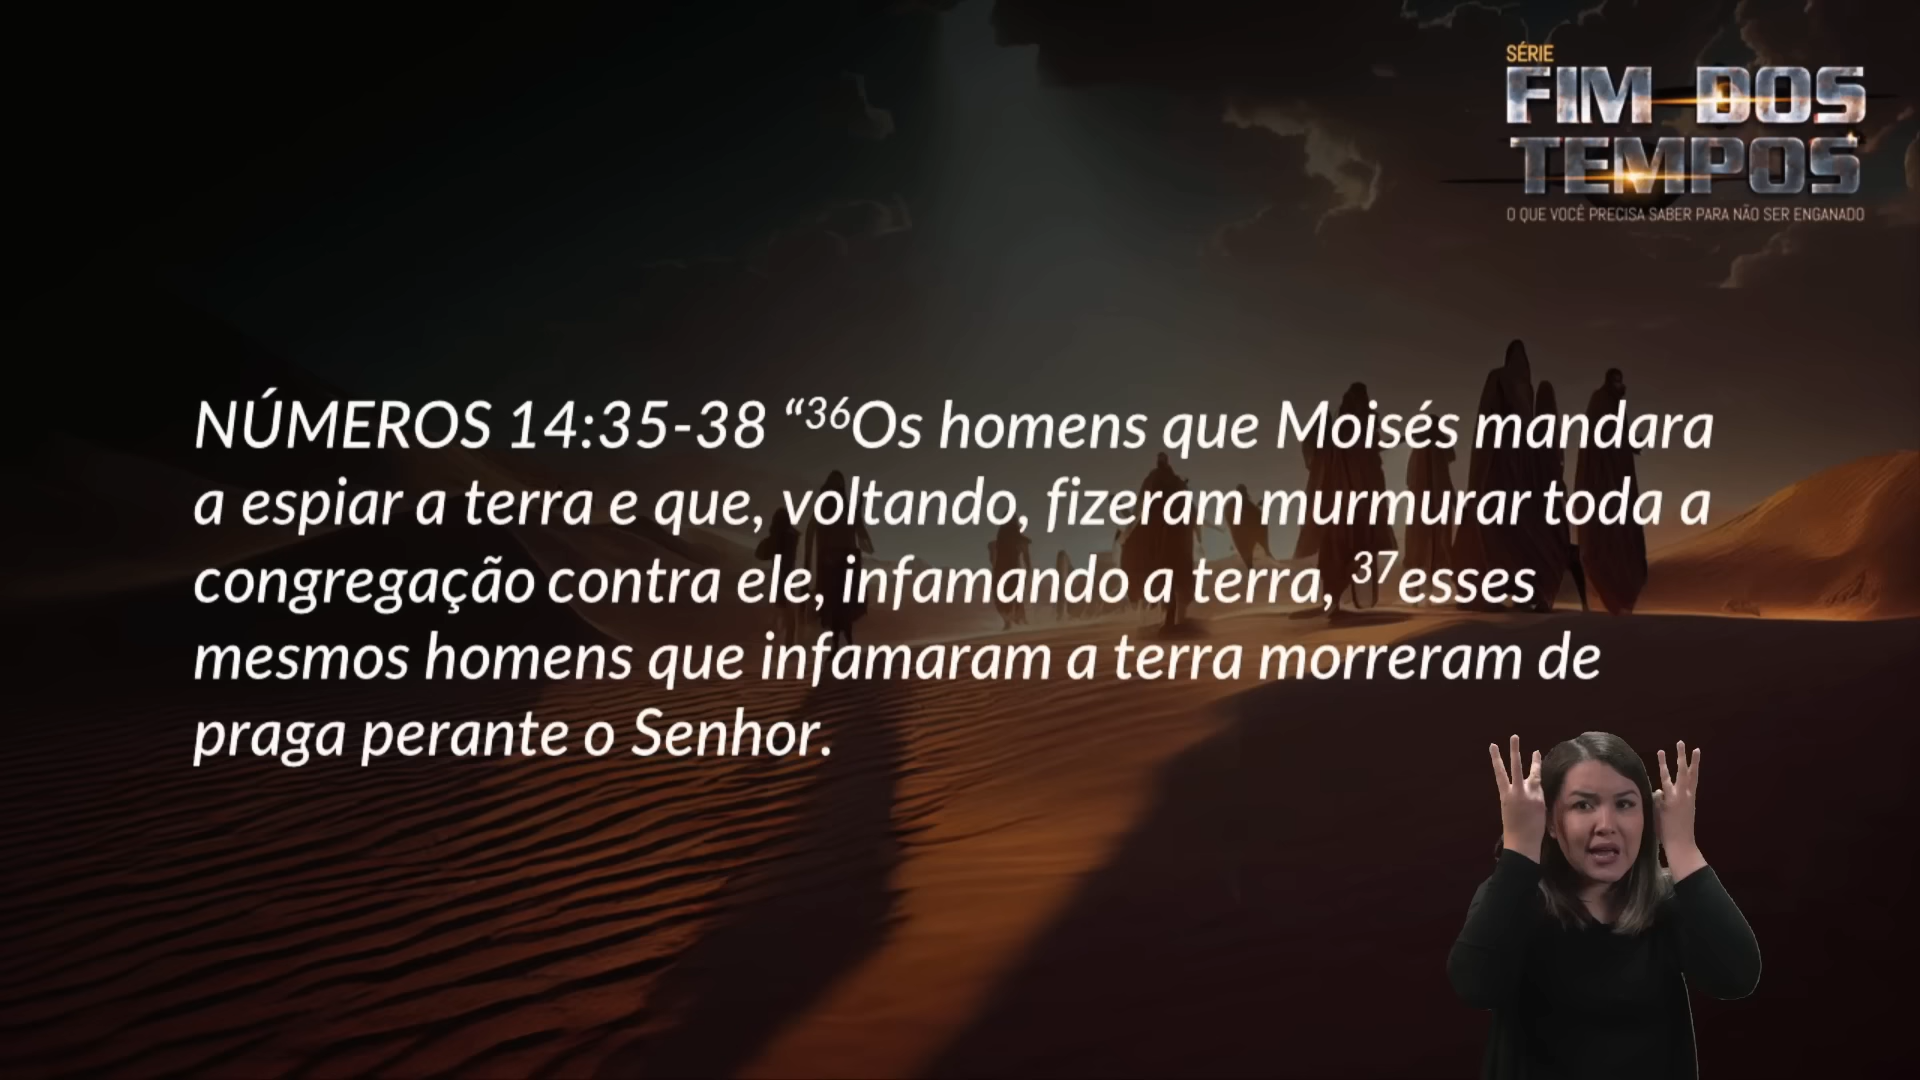 SÉRIE
FIM DOS
TEMPOS
O QUE VOCÊ PRECISA SABER PARA NÃO SER ENGANADO
NÚMEROS 14:35-38 “³⁶Os homens que Moisés mandara
a espiar a terra e que, voltando, fizeram murmurar toda a
congregação contra ele, infamando a terra, ³⁷esses
mesmos homens que infamaram a terra morreram de
praga perante o Senhor.